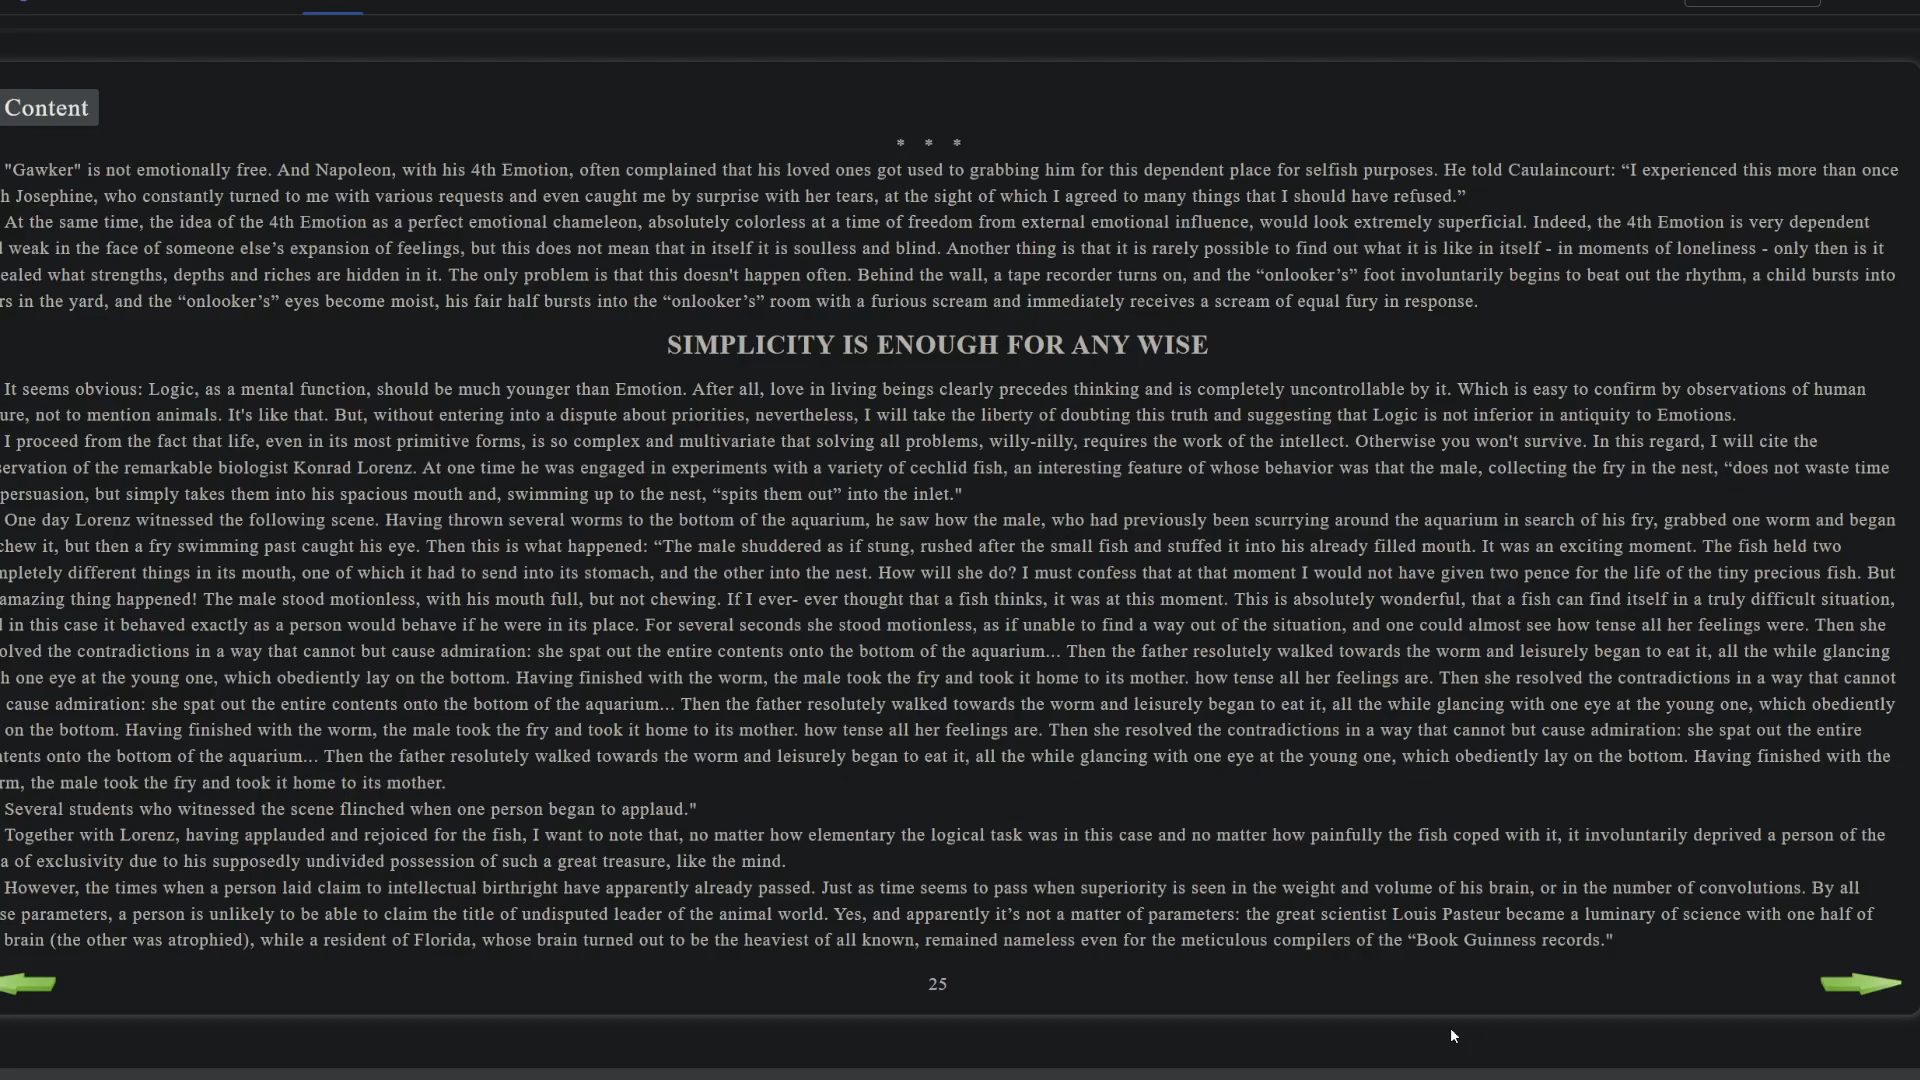 Content
* * *
"Gawker" is not emotionally free. And Napoleon, with his 4th Emotion, often complained that his loved ones got used to grabbing him for this dependent place for selfish purposes. He told Caulaincourt: “I experienced this more than once
h Josephine, who constantly turned to me with various requests and even caught me by surprise with her tears, at the sight of which I agreed to many things that I should have refused.”
At the same time, the idea of the 4th Emotion as a perfect emotional chameleon, absolutely colorless at a time of freedom from external emotional influence, would look extremely superficial. Indeed, the 4th Emotion is very dependent
l weak in the face of someone else’s expansion of feelings, but this does not mean that in itself it is soulless and blind. Another thing is that it is rarely possible to find out what it is like in itself - in moments of loneliness - only then is it
ealed what strengths, depths and riches are hidden in it. The only problem is that this doesn't happen often. Behind the wall, a tape recorder turns on, and the “onlooker’s” foot involuntarily begins to beat out the rhythm, a child bursts into
rs in the yard, and the “onlooker’s” eyes become moist, his fair half bursts into the “onlooker’s” room with a furious scream and immediately receives a scream of equal fury in response.
SIMPLICITY IS ENOUGH FOR ANY WISE
It seems obvious: Logic, as a mental function, should be much younger than Emotion. After all, love in living beings clearly precedes thinking and is completely uncontrollable by it. Which is easy to confirm by observations of human
ure, not to mention animals. It's like that. But, without entering into a dispute about priorities, nevertheless, I will take the liberty of doubting this truth and suggesting that Logic is not inferior in antiquity to Emotions.
I proceed from the fact that life, even in its most primitive forms, is so complex and multivariate that solving all problems, willy-nilly, requires the work of the intellect. Otherwise you won't survive. In this regard, I will cite the
servation of the remarkable biologist Konrad Lorenz. At one time he was engaged in experiments with a variety of cechlid fish, an interesting feature of whose behavior was that the male, collecting the fry in the nest, “does not waste time
persuasion, but simply takes them into his spacious mouth and, swimming up to the nest, “spits them out” into the inlet."
One day Lorenz witnessed the following scene. Having thrown several worms to the bottom of the aquarium, he saw how the male, who had previously been scurrying around the aquarium in search of his fry, grabbed one worm and began
chew it, but then a fry swimming past caught his eye. Then this is what happened: “The male shuddered as if stung, rushed after the small fish and stuffed it into his already filled mouth. It was an exciting moment. The fish held two
mpletely different things in its mouth, one of which it had to send into its stomach, and the other into the nest. How will she do? I must confess that at that moment I would not have given two pence for the life of the tiny precious fish. But
amazing thing happened! The male stood motionless, with his mouth full, but not chewing. If I ever- ever thought that a fish thinks, it was at this moment. This is absolutely wonderful, that a fish can find itself in a truly difficult situation,
l in this case it behaved exactly as a person would behave if he were in its place. For several seconds she stood motionless, as if unable to find a way out of the situation, and one could almost see how tense all her feelings were. Then she
olved the contradictions in a way that cannot but cause admiration: she spat out the entire contents onto the bottom of the aquarium... Then the father resolutely walked towards the worm and leisurely began to eat it, all the while glancing
h one eye at the young one, which obediently lay on the bottom. Having finished with the worm, the male took the fry and took it home to its mother. how tense all her feelings are. Then she resolved the contradictions in a way that cannot
cause admiration: she spat out the entire contents onto the bottom of the aquarium... Then the father resolutely walked towards the worm and leisurely began to eat it, all the while glancing with one eye at the young one, which obediently
on the bottom. Having finished with the worm, the male took the fry and took it home to its mother. how tense all her feelings are. Then she resolved the contradictions in a way that cannot but cause admiration: she spat out the entire
ntents onto the bottom of the aquarium... Then the father resolutely walked towards the worm and leisurely began to eat it, all the while glancing with one eye at the young one, which obediently lay on the bottom. Having finished with the
rm, the male took the fry and took it home to its mother.
Several students who witnessed the scene flinched when one person began to applaud."
Together with Lorenz, having applauded and rejoiced for the fish, I want to note that, no matter how elementary the logical task was in this case and no matter how painfully the fish coped with it, it involuntarily deprived a person of the
a of exclusivity due to his supposedly undivided possession of such a great treasure, like the mind.
However, the times when a person laid claim to intellectual birthright have apparently already passed. Just as time seems to pass when superiority is seen in the weight and volume of his brain, or in the number of convolutions. By all
se parameters, a person is unlikely to be able to claim the title of undisputed leader of the animal world. Yes, and apparently it’s not a matter of parameters: the great scientist Louis Pasteur became a luminary of science with one half of
brain (the other was atrophied), while a resident of Florida, whose brain turned out to be the heaviest of all known, remained nameless even for the meticulous compilers of the “Book Guinness records."
25